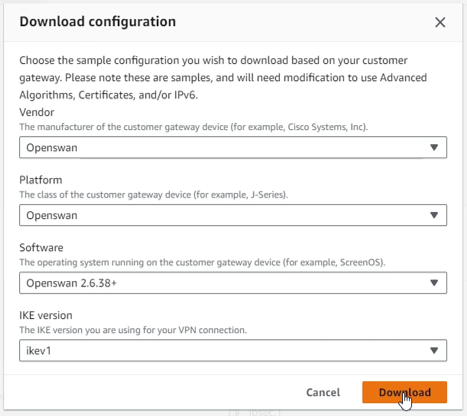 Download configuration
Choose the sample configuration you wish to download based on your customer
gateway. Please note these are samples, and will need modification to use Advanced
Algorithms, Certificates, and/or IPv6.
Vendor
The manufacturer of the customer gateway device (for example, Cisco Systems, Inc).
Openswan
Platform
The class of the customer gateway device (for example, J-Series).
Openswan
Software
The operating system running on the customer gateway device (for example, ScreenOS).
Openswan 2.6.38+
IKE version
The IKE version you are using for your VPN connection.
ikev1
Cancel
Download